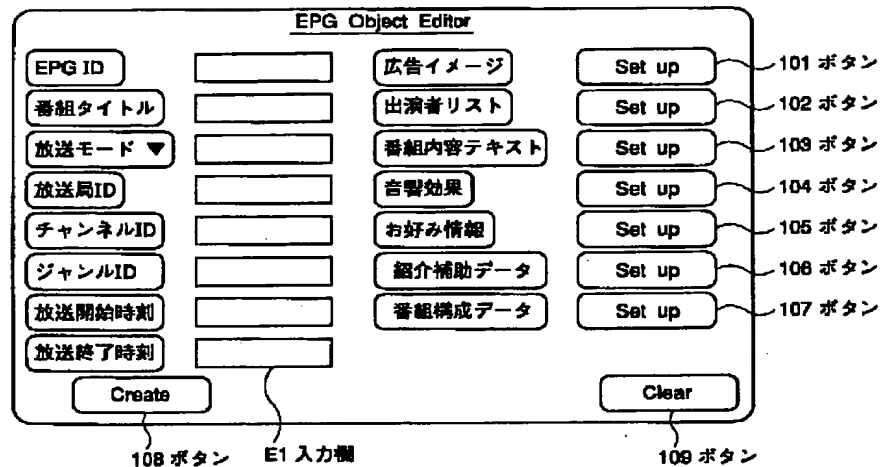 EPG Object Editor
EPG ID 広告イメージ Set up 101 ボタン
番組タイトル 出演者リスト Set up 102 ボタン
放送モード ▼ 番組内容テキスト Set up 103 ボタン
放送局ID 音響効果 Set up 104 ボタン
チャンネルID お好み情報 Set up 105 ボタン
ジャンルID 紹介補助データ Set up 106 ボタン
放送開始時刻 番組構成データ Set up 107 ボタン
放送終了時刻
Create Clear
108 ボタン E1 入力欄 109 ボタン